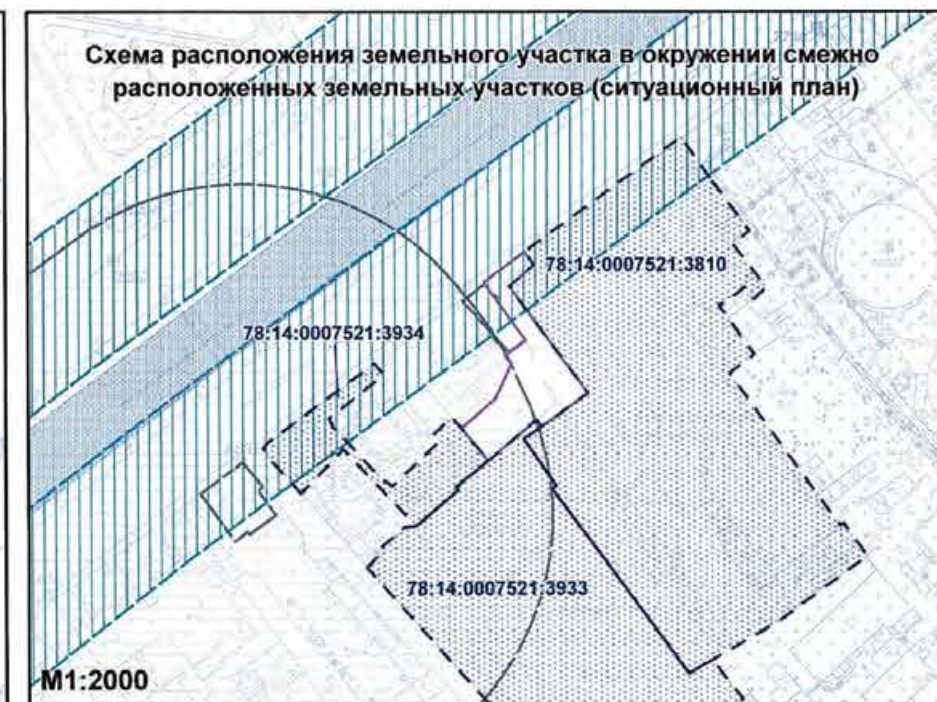 Схема расположения земельного участка в окружении смежно
расположенных земельных участков (ситуационный план)
78:14:0007521:3810
78:14:0007521:3934
78:14:0007521:3933
М1:2000